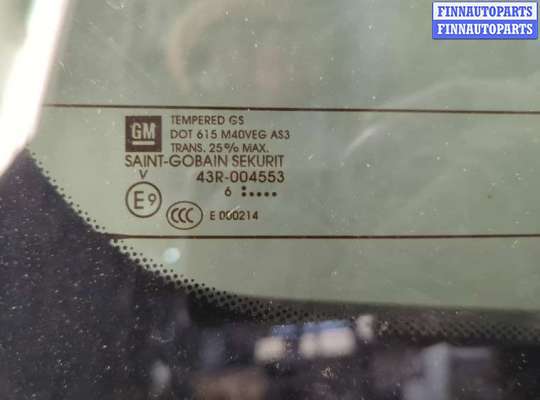 FINNAUTOPARTS
FINNAUTOPARTS
GM
TEMPERED GS
DOT 615 M40VEG AS3
TRANS. 25% MAX.
SAINT-GOBAIN SEKURIT
V 43R-004553
6
E9 CCC E 000214